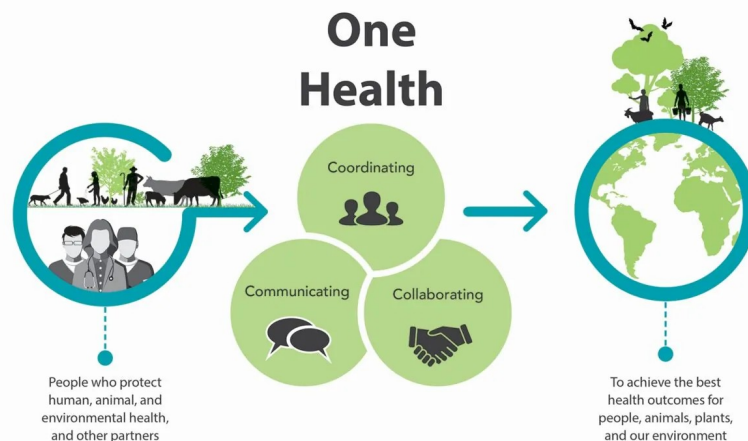 One
Health
Coordinating
Communicating
Collaborating
People who protect
human, animal, and
environmental health,
and other partners
To achieve the best
health outcomes for
people, animals, plants,
and our environment